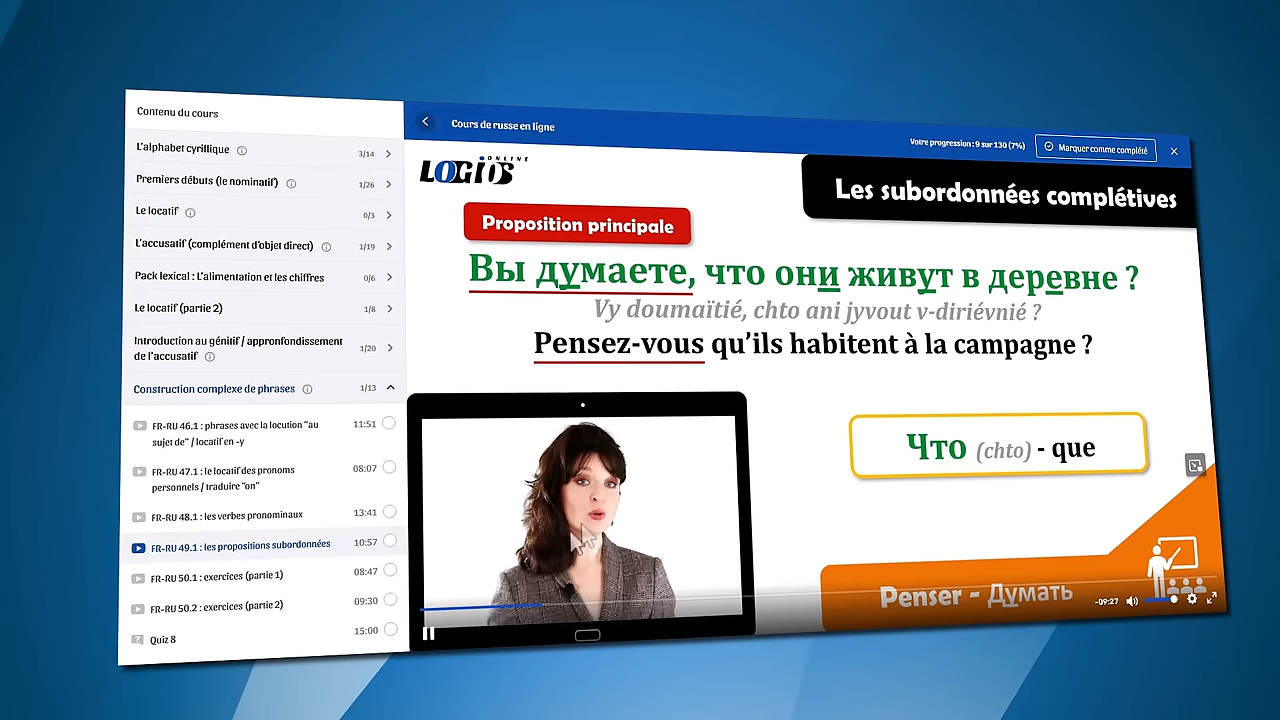 Contenu du cours
L'alphabet cyrillique
3/14
Premiers débuts (le nominatif)
1/26
Le locatif
0/3
L'accusatif (complément d'objet direct)
1/19
Pack lexical : L'alimentation et les chiffres
0/6
Le locatif (partie 2)
1/8
Introduction au génitif / appronfondissement
de l'accusatif
1/20
Construction complexe de phrases
1/13
FR-RU 46.1 : phrases avec la locution "au
sujet de" / locatif en -y
11:51
FR-RU 47.1 : le locatif des pronoms
personnels / traduire "on"
08:07
FR-RU 48.1 : les verbes pronominaux
13:41
FR-RU 49.1 : les propositions subordonnées
10:57
FR-RU 50.1 : exercices (partie 1)
08:47
FR-RU 50.2 : exercices (partie 2)
09:30
Quiz 8
15:00
Cours de russe en ligne
Votre progression : 9 sur 130 (7%)
Marquer comme complété
LOGIOS
ONLINE
Les subordonnées complétives
Proposition principale
Вы думаете, что они живут в деревне ?
Vy doumaïtié, chto ani jyvout v-diriévnié ?
Pensez-vous qu'ils habitent à la campagne ?
Что (chto) - que
Penser - Думать
-09:27